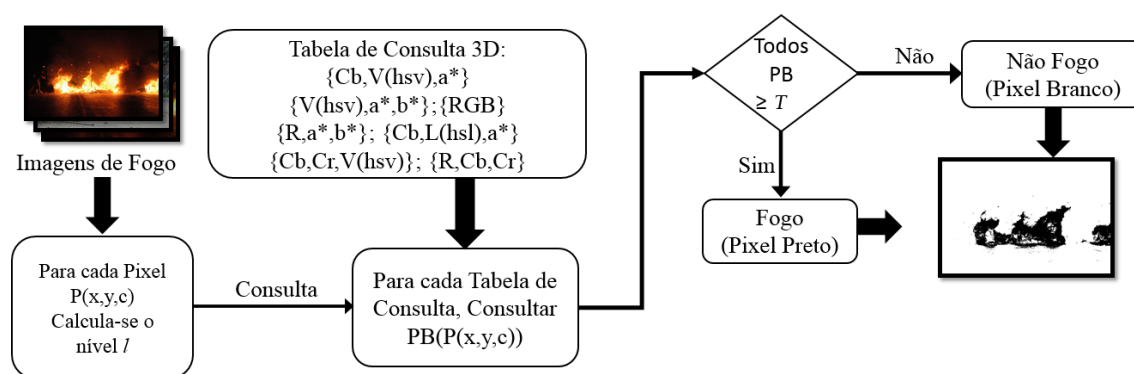 Imagens de Fogo
Para cada Pixel
P(x,y,c)
Calcula-se o
nível l
Consulta
Tabela de Consulta 3D:
{Cb,V(hsv),a*}
{V(hsv),a*,b*};{RGB}
{R,a*,b*}; {Cb,L(hsl),a*}
{Cb,Cr,V(hsv)}; {R,Cb,Cr}
Para cada Tabela de
Consulta, Consultar
PB(P(x,y,c))
Todos
PB
≥ T
Não
Não Fogo
(Pixel Branco)
Sim
Fogo
(Pixel Preto)